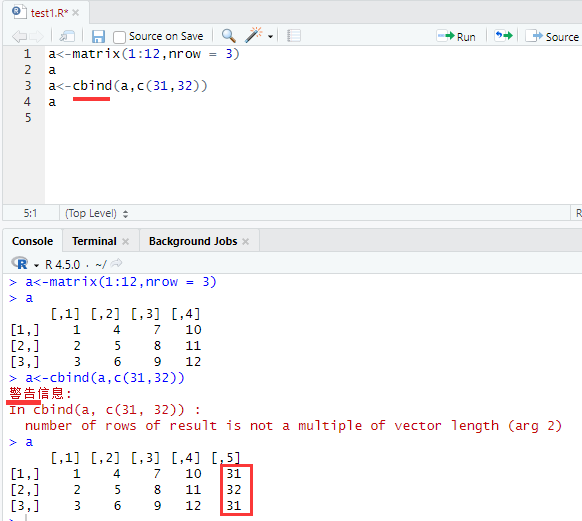 test1.R*
Source on Save
Run
Source
1 a<-matrix(1:12,nrow = 3)
2 a
3 a<-cbind(a,c(31,32))
4 a
5
5:1 (Top Level) R
Console Terminal Background Jobs
R 4.5.0 · ~/
> a<-matrix(1:12,nrow = 3)
> a
[,1] [,2] [,3] [,4]
[1,] 1 4 7 10
[2,] 2 5 8 11
[3,] 3 6 9 12
> a<-cbind(a,c(31,32))
警告信息:
In cbind(a, c(31, 32)) :
number of rows of result is not a multiple of vector length (arg 2)
> a
[,1] [,2] [,3] [,4] [,5]
[1,] 1 4 7 10 31
[2,] 2 5 8 11 32
[3,] 3 6 9 12 31
>